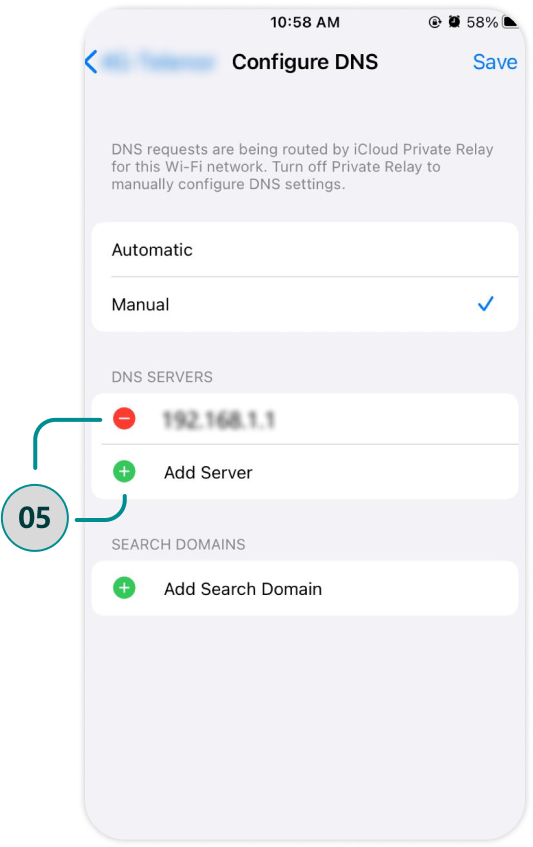 10:58 AM
58%
4G-Telenor Configure DNS Save
DNS requests are being routed by iCloud Private Relay
for this Wi-Fi network. Turn off Private Relay to
manually configure DNS settings.
Automatic
Manual
DNS SERVERS
192.168.1.1
Add Server
05
SEARCH DOMAINS
Add Search Domain